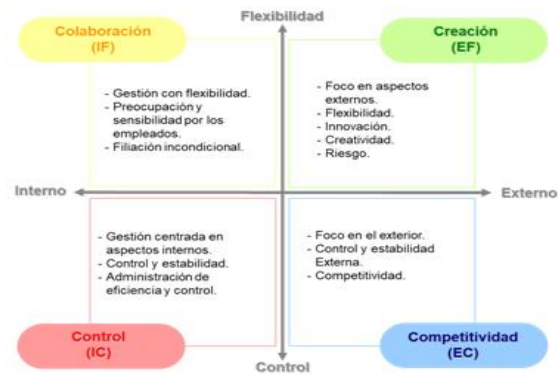 Flexibilidad
Colaboración
(IF)
Creación
(EF)
- Gestión con flexibilidad.
- Preocupación y
sensibilidad por los
empleados.
- Filiación incondicional.
- Foco en aspectos
externos.
- Flexibilidad.
- Innovación.
- Creatividad.
- Riesgo.
Interno
Externo
- Gestión centrada en
aspectos internos.
- Control y estabilidad.
- Administración de
eficiencia y control.
- Foco en el exterior.
- Control y estabilidad
Externa.
- Competitividad.
Control
(IC)
Competitividad
(EC)
Control